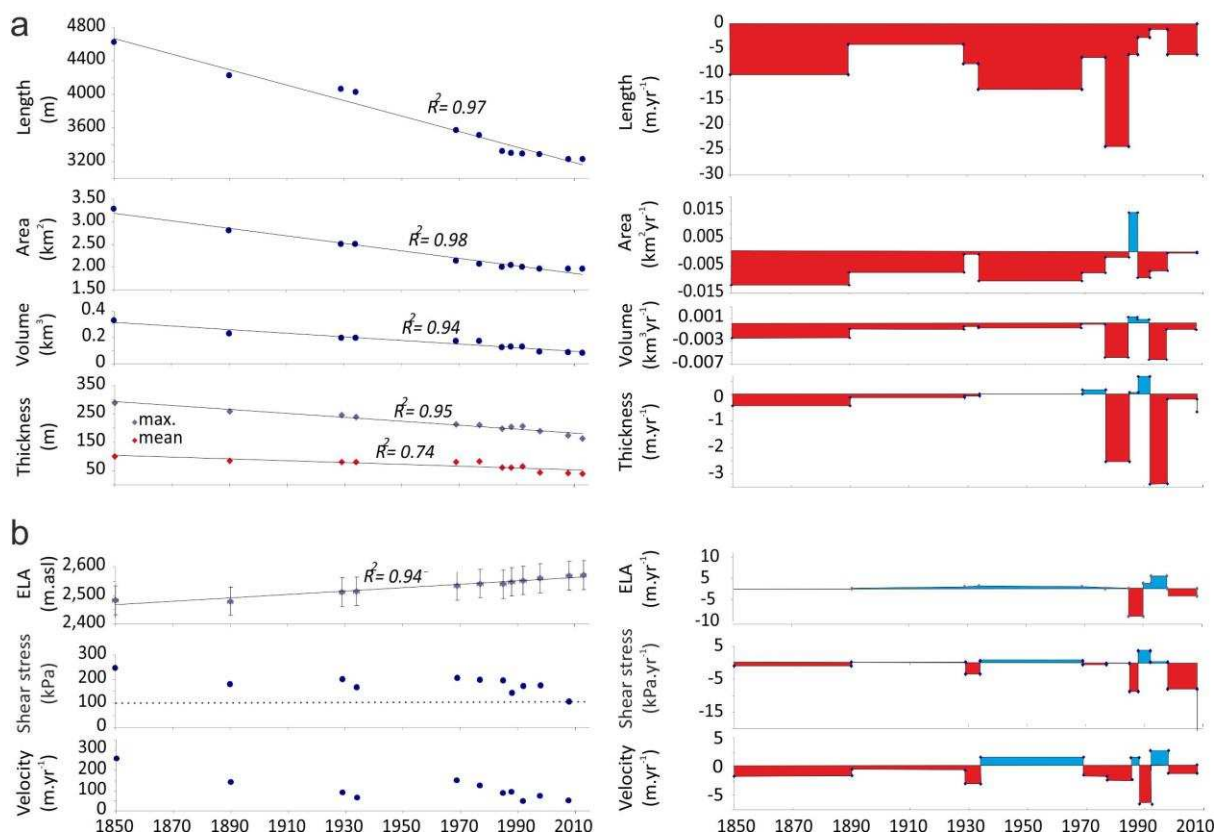 a
Length
(m)
4800
4400
4000
3600
3200
R² = 0.97
Area
(km²)
3.50
3.00
2.50
2.00
1.50
R² = 0.98
Volume
(km³)
0.4
0.2
0
R² = 0.94
Thickness
(m)
350
250
150
50
max.
mean
R² = 0.95
R² = 0.74
Length
(m.yr⁻¹)
0
-5
-10
-15
-20
-25
-30
Area
(km²yr⁻¹)
0.015
0.005
-0.005
-0.015
Volume
(km³yr⁻¹)
0.001
-0.003
-0.007
Thickness
(m.yr⁻¹)
0
-1
-2
-3
b
ELA
(m.asl)
2,600
2,500
2,400
R² = 0.94
Shear stress
(kPa)
300
200
100
0
Velocity
(m.yr⁻¹)
300
200
100
0
1850 1870 1890 1910 1930 1950 1970 1990 2010
ELA
(m.yr⁻¹)
10
5
-5
-10
Shear stress
(kPa.yr⁻¹)
5
0
-5
-15
Velocity
(m.yr⁻¹)
5
0
-5
1850 1870 1890 1910 1930 1950 1970 1990 2010